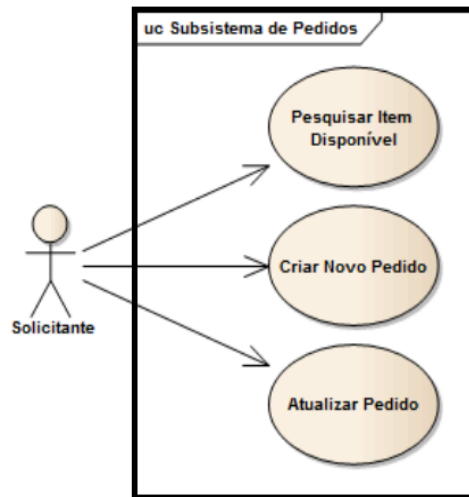 uc Subsistema de Pedidos
Pesquisar Item
Disponível
Criar Novo Pedido
Solicitante
Atualizar Pedido